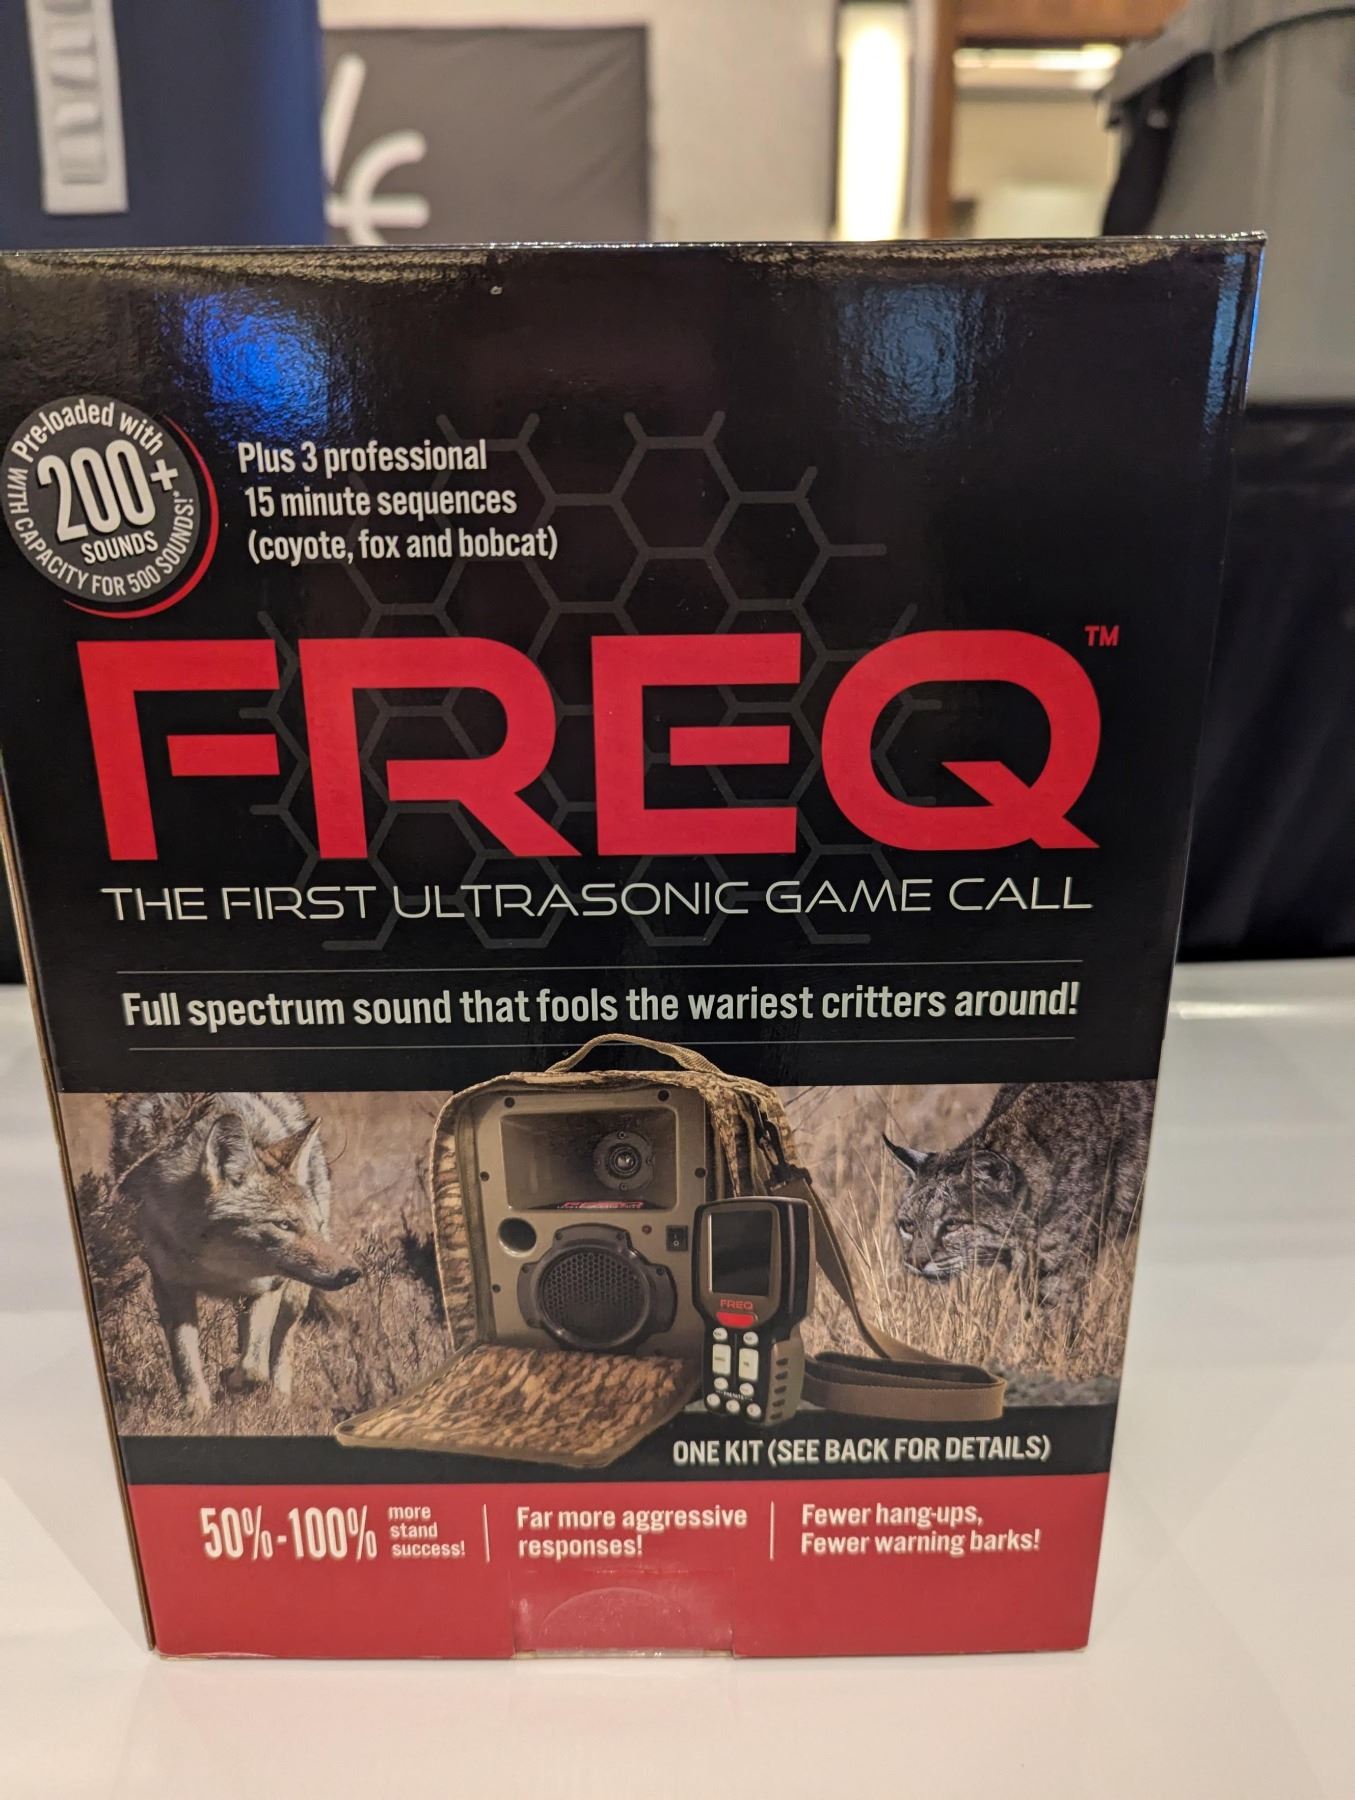 Pre-loaded with
200+
SOUNDS
WITH CAPACITY FOR 500 SOUNDS!*
Plus 3 professional
15 minute sequences
(coyote, fox and bobcat)
FREQ™
THE FIRST ULTRASONIC GAME CALL
Full spectrum sound that fools the wariest critters around!
FREQ
ONE KIT (SEE BACK FOR DETAILS)
50%-100%
more
stand
success!
Far more aggressive
responses!
Fewer hang-ups,
Fewer warning barks!